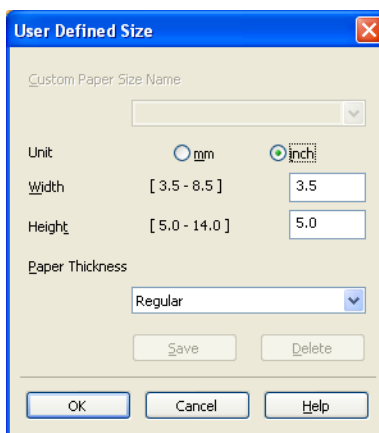 User Defined Size
Custom Paper Size Name
Unit mm inch
Width [ 3.5 - 8.5 ] 3.5
Height [ 5.0 - 14.0 ] 5.0
Paper Thickness
Regular
Save Delete
OK Cancel Help